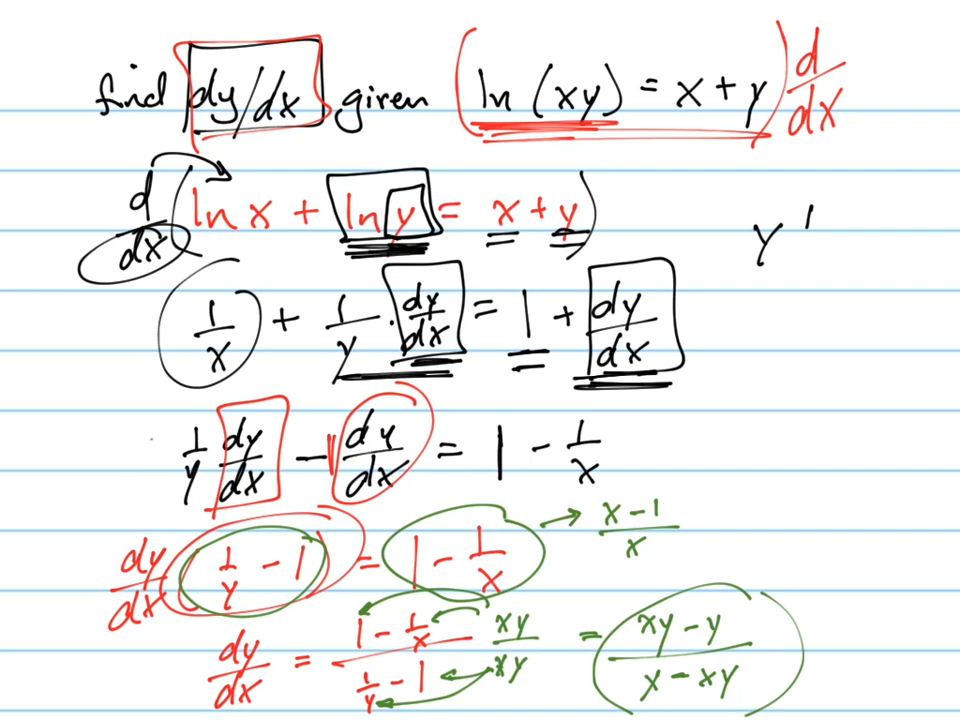 find dy/dx given (ln (xy) = x + y) d/dx
d/dx (ln x + ln y = x + y) y'
1/x + 1/y · dy/dx = 1 + dy/dx
1/y dy/dx - dy/dx = 1 - 1/x
dy/dx (1/y - 1) = 1 - 1/x → x - 1/x
dy/dx = 1 - 1/x / 1/y - 1 xy/xy = xy - y / x - xy